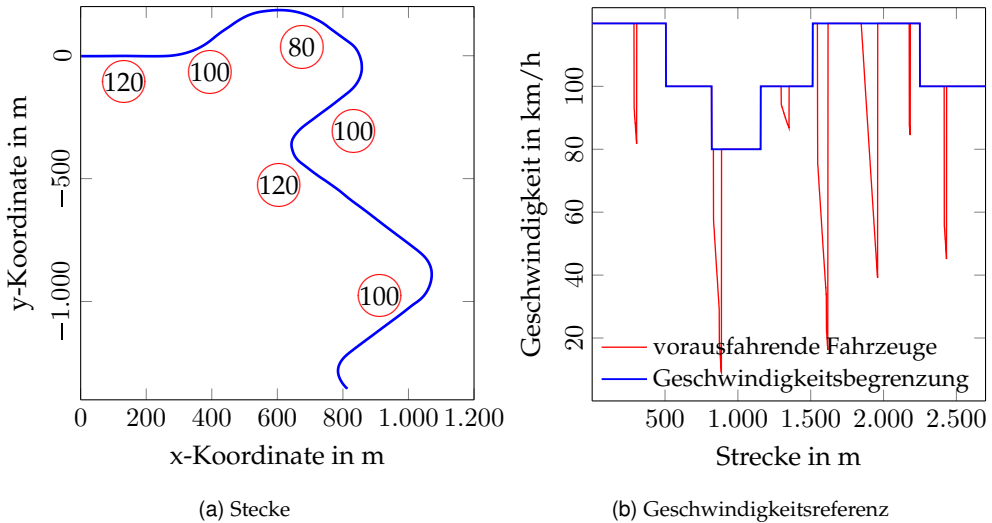 y-Koordinate in m
0
−500
−1.000
120
100
80
100
120
100
0 200 400 600 800 1.000 1.200
x-Koordinate in m
(a) Stecke
Geschwindigkeit in km/h
100
80
60
40
20
vorausfahrende Fahrzeuge
Geschwindigkeitsbegrenzung
500 1.000 1.500 2.000 2.500
Strecke in m
(b) Geschwindigkeitsreferenz